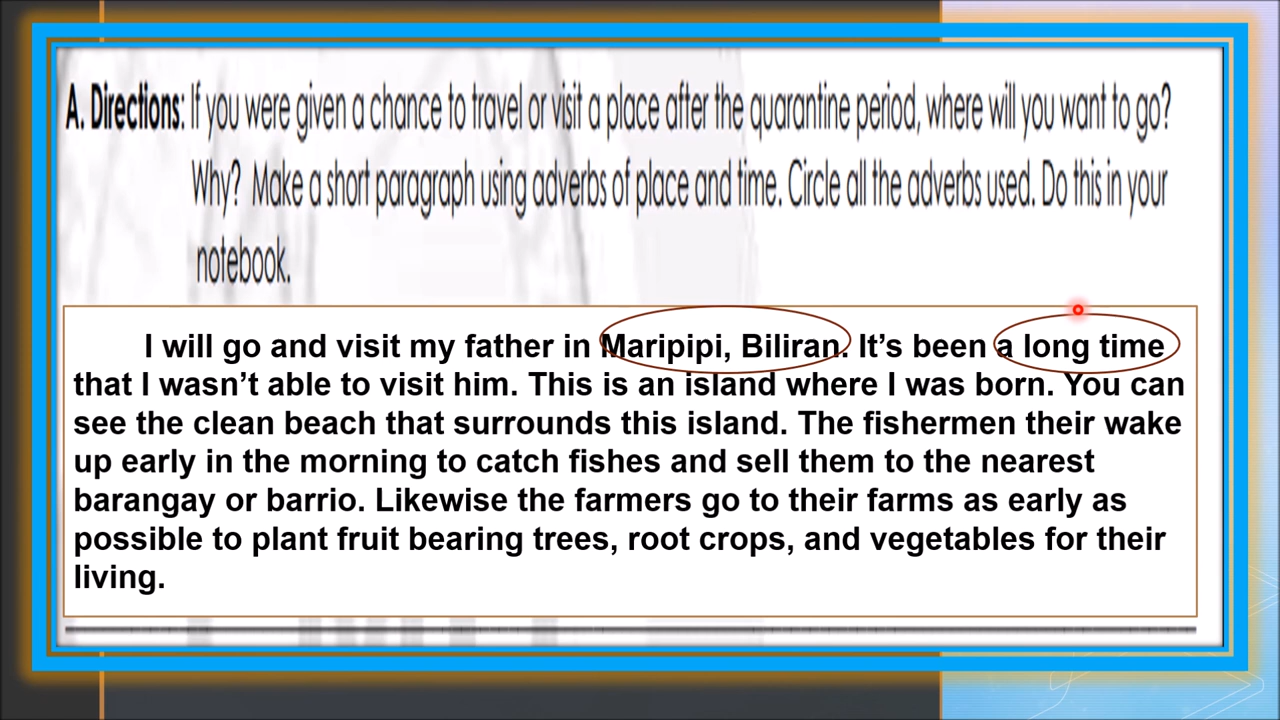 A. Directions: If you were given a chance to travel or visit a place after the quarantine period, where will you want to go?
Why? Make a short paragraph using adverbs of place and time. Circle all the adverbs used. Do this in your
notebook.
I will go and visit my father in Maripipi, Biliran. It’s been a long time
that I wasn’t able to visit him. This is an island where I was born. You can
see the clean beach that surrounds this island. The fishermen their wake
up early in the morning to catch fishes and sell them to the nearest
barangay or barrio. Likewise the farmers go to their farms as early as
possible to plant fruit bearing trees, root crops, and vegetables for their
living.